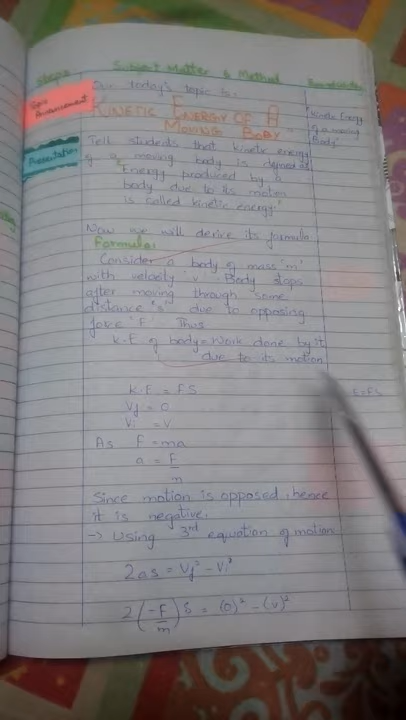 Steps Subject Matter & Method
Our today's topic is:-
Topic Announcement
KINETIC ENERGY OF A
MOVING BODY"
"Kinetic Energy
of a moving
Body"
Presentation
Tell students that kinetic energy
of a moving body is defined as
"Energy produced by a
body due to its motion
is called kinetic energy."
Now we will derive its formula
Formula:
Consider a body of mass 'm'
with velocity 'v'. Body stops
after moving through some
distance 's' due to opposing
force 'F'. Thus
K.E of body = Work done by it
due to its motion
K.E = FS
E=FS
Vf = 0
Vi = V
As F = ma
a = F/m
Since motion is opposed, hence
it is negative.
→ Using 3rd equation of motion
2as = Vf² - Vi²
2(-F/m) S = (0)² - (v)²